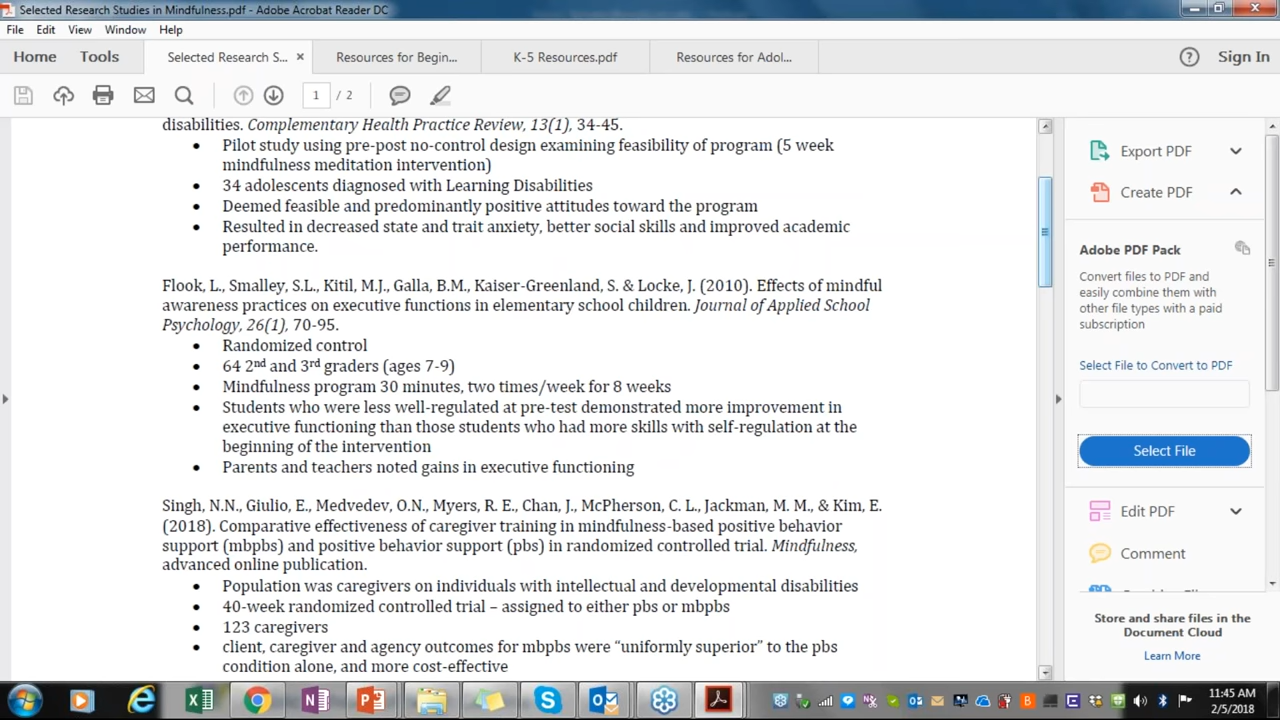 Selected Research Studies in Mindfulness.pdf - Adobe Acrobat Reader DC
File Edit View Window Help
Home Tools Selected Research S... × Resources for Begin... K-5 Resources.pdf Resources for Adol... ? Sign In
1 / 2
disabilities. Complementary Health Practice Review, 13(1), 34-45.
• Pilot study using pre-post no-control design examining feasibility of program (5 week
mindfulness meditation intervention)
• 34 adolescents diagnosed with Learning Disabilities
• Deemed feasible and predominantly positive attitudes toward the program
• Resulted in decreased state and trait anxiety, better social skills and improved academic
performance.
Flook, L., Smalley, S.L., Kitil, M.J., Galla, B.M., Kaiser-Greenland, S. & Locke, J. (2010). Effects of mindful
awareness practices on executive functions in elementary school children. Journal of Applied School
Psychology, 26(1), 70-95.
• Randomized control
• 64 2nd and 3rd graders (ages 7-9)
• Mindfulness program 30 minutes, two times/week for 8 weeks
• Students who were less well-regulated at pre-test demonstrated more improvement in
executive functioning than those students who had more skills with self-regulation at the
beginning of the intervention
• Parents and teachers noted gains in executive functioning
Singh, N.N., Giulio, E., Medvedev, O.N., Myers, R. E., Chan, J., McPherson, C. L., Jackman, M. M., & Kim, E.
(2018). Comparative effectiveness of caregiver training in mindfulness-based positive behavior
support (mbpbs) and positive behavior support (pbs) in randomized controlled trial. Mindfulness,
advanced online publication.
• Population was caregivers on individuals with intellectual and developmental disabilities
• 40-week randomized controlled trial – assigned to either pbs or mbpbs
• 123 caregivers
• client, caregiver and agency outcomes for mbpbs were “uniformly superior” to the pbs
condition alone, and more cost-effective
Export PDF
Create PDF
Adobe PDF Pack
Convert files to PDF and
easily combine them with
other file types with a paid
subscription
Select File to Convert to PDF
Select File
Edit PDF
Comment
Store and share files in the
Document Cloud
Learn More
11:45 AM
2/5/2018